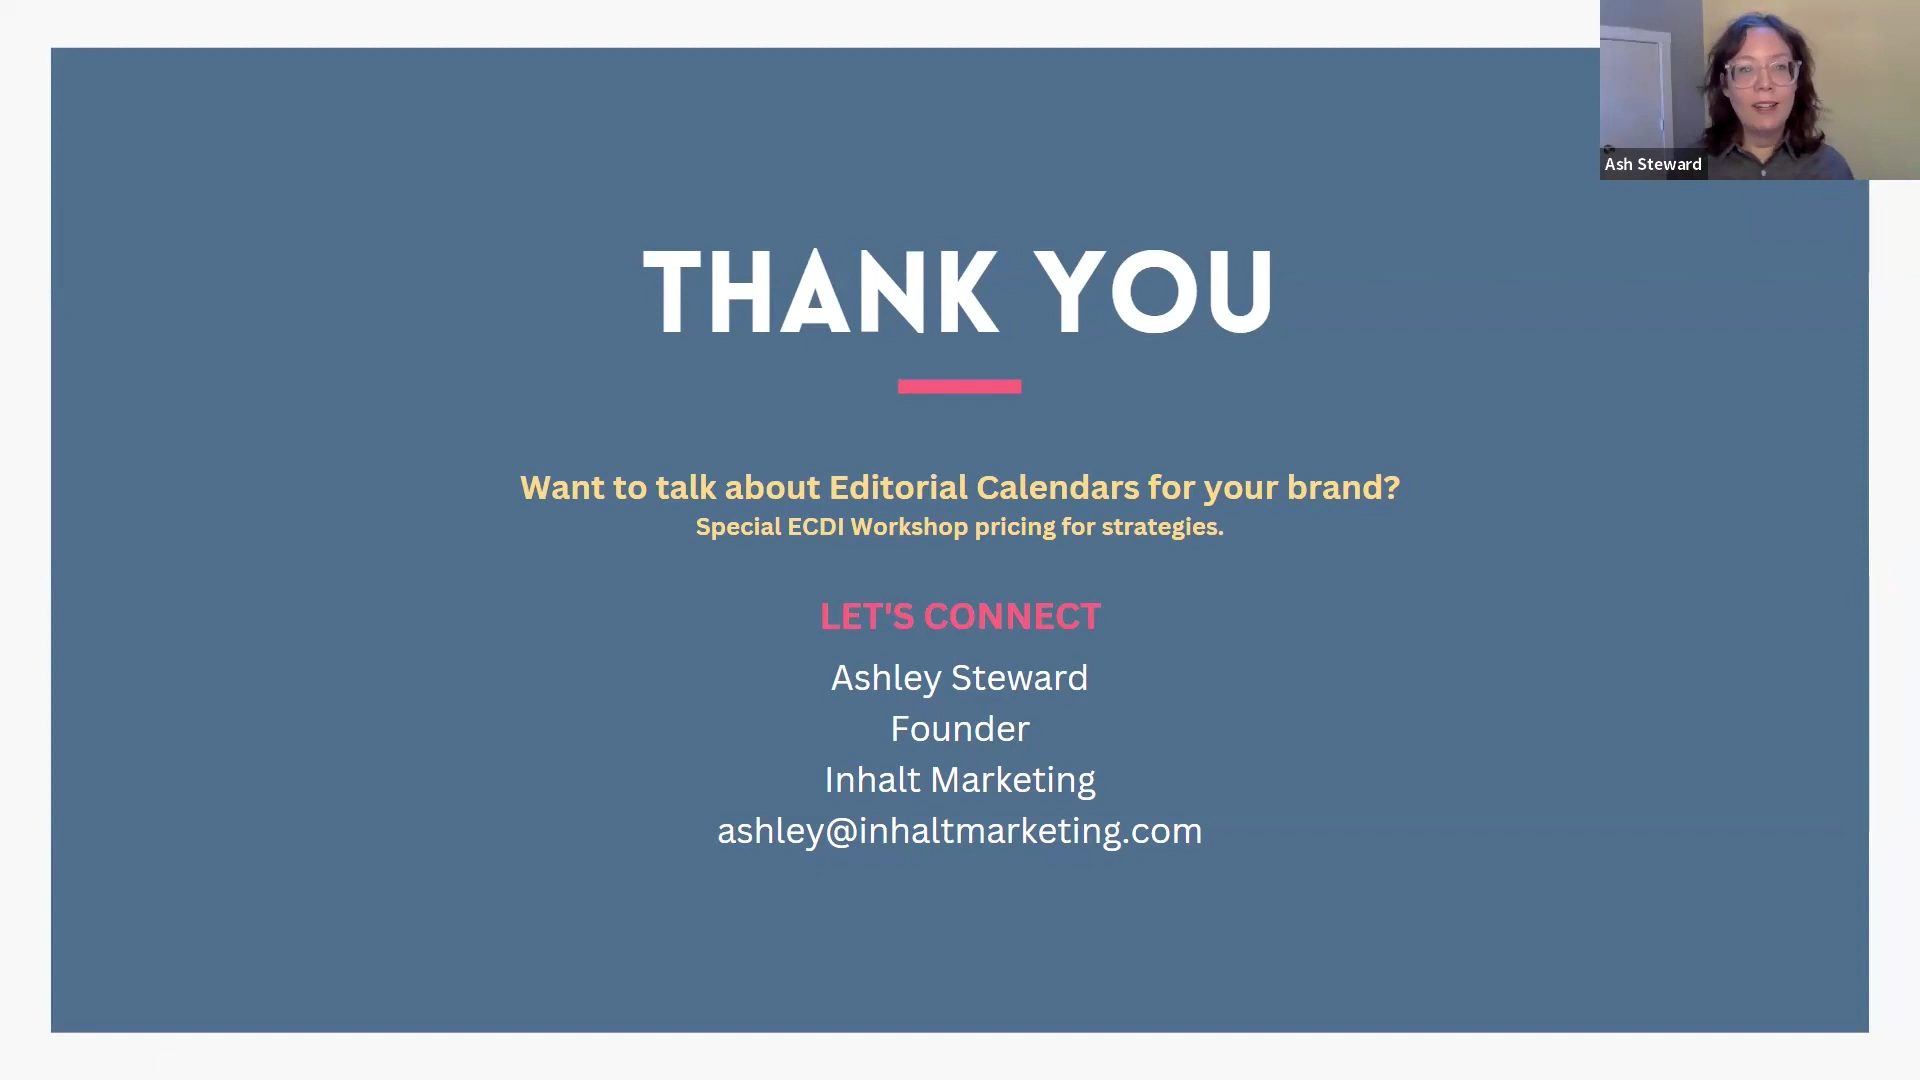 Ash Steward
THANK YOU
Want to talk about Editorial Calendars for your brand?
Special ECDI Workshop pricing for strategies.
LET'S CONNECT
Ashley Steward
Founder
Inhalt Marketing
ashley@inhaltmarketing.com